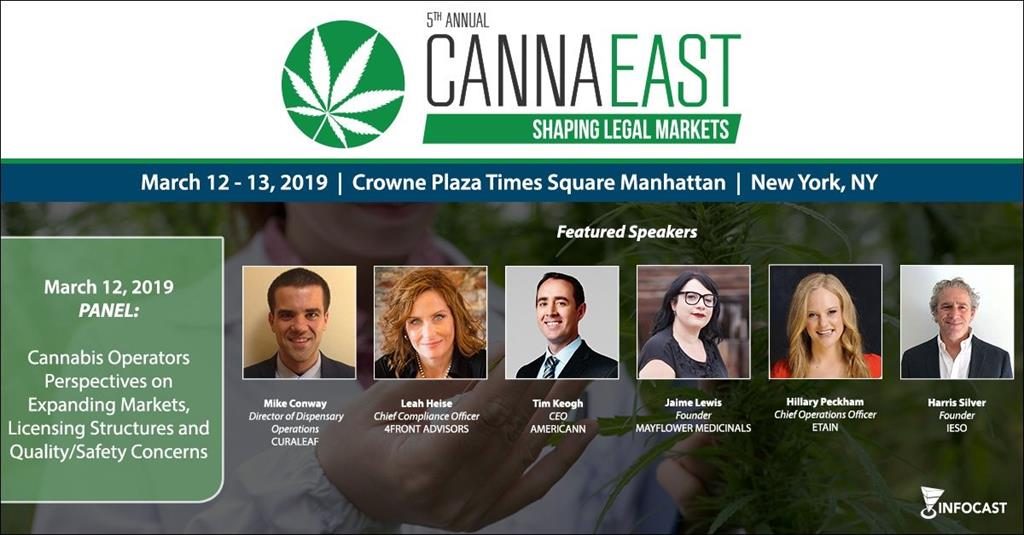 5TH ANNUAL
CANNAEAST
SHAPING LEGAL MARKETS
March 12 - 13, 2019 | Crowne Plaza Times Square Manhattan | New York, NY
Featured Speakers
March 12, 2019
PANEL:
Cannabis Operators
Perspectives on
Expanding Markets,
Licensing Structures and
Quality/Safety Concerns
Mike Conway
Director of Dispensary
Operations
CURALEAF
Leah Heise
Chief Compliance Officer
4FRONT ADVISORS
Tim Keogh
CEO
AMERICANN
Jaime Lewis
Founder
MAYFLOWER MEDICINALS
Hillary Peckham
Chief Operations Officer
ETAIN
Harris Silver
Founder
IESO
INFOCAST